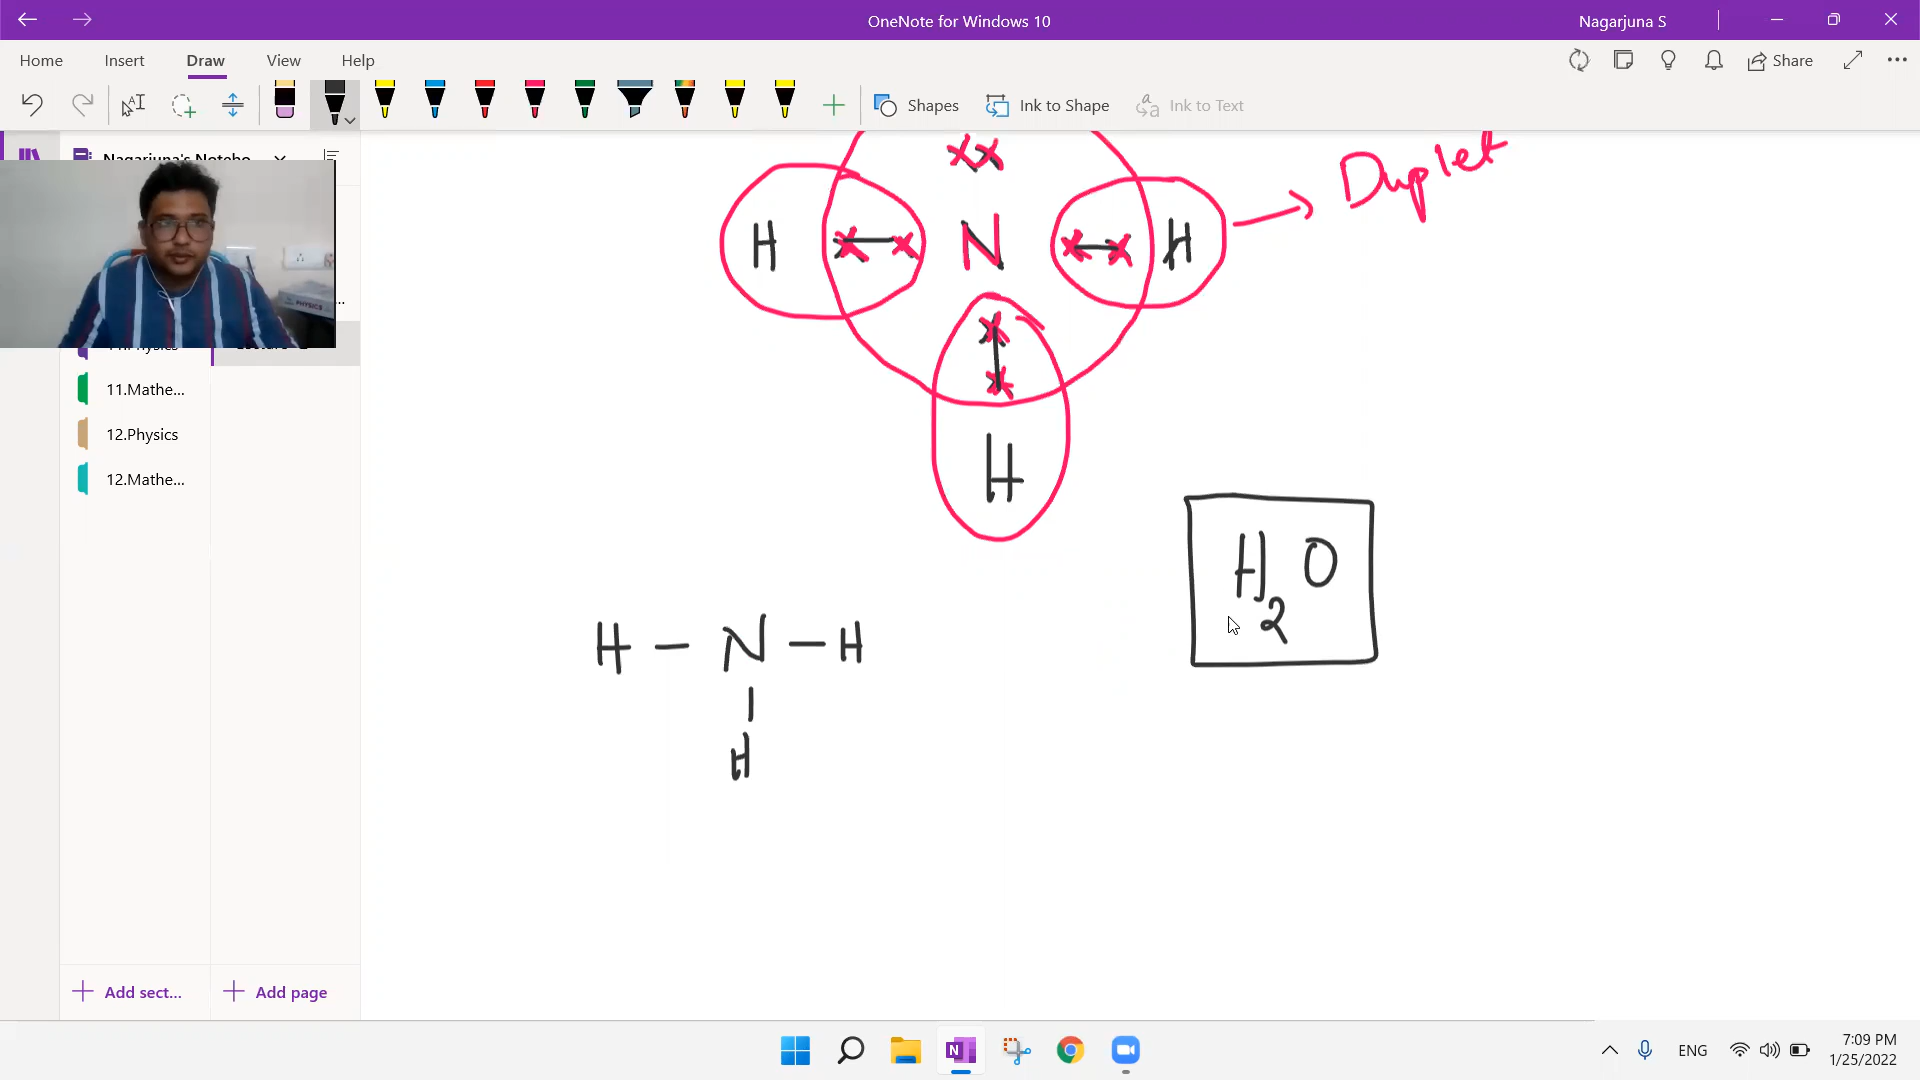 OneNote for Windows 10
Nagarjuna S
Home Insert Draw View Help
Share
Shapes Ink to Shape Ink to Text
Nagarjuna's Notebo
xx
Duplet
H x x N x x H
x
x
H
11.Mathe...
12.Physics
12.Mathe...
H2O
H – N – H
H
Add sect...
Add page
ENG
7:09 PM
1/25/2022